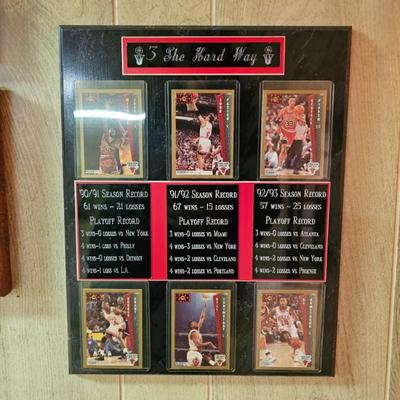 3 The Hard Way
90/91 Season Record
61 wins – 21 losses
Playoff Record
3 wins-0 losses vs. New York
4 wins-1 loss vs Philly
4 wins-0 losses vs Detroit
4 wins-1 loss vs L.A.
91/92 Season Record
67 wins – 15 losses
Playoff Record
3 wins-0 losses vs Miami
4 wins-3 losses vs New York
4 wins-2 losses vs Cleveland
4 wins-2 losses vs Portland
92/93 Season Record
57 wins – 25 losses
Playoff Record
3 wins-0 losses vs Atlanta
4 wins-0 losses vs Cleveland
4 wins-2 losses vs New York
4 wins-2 losses vs Phoenix